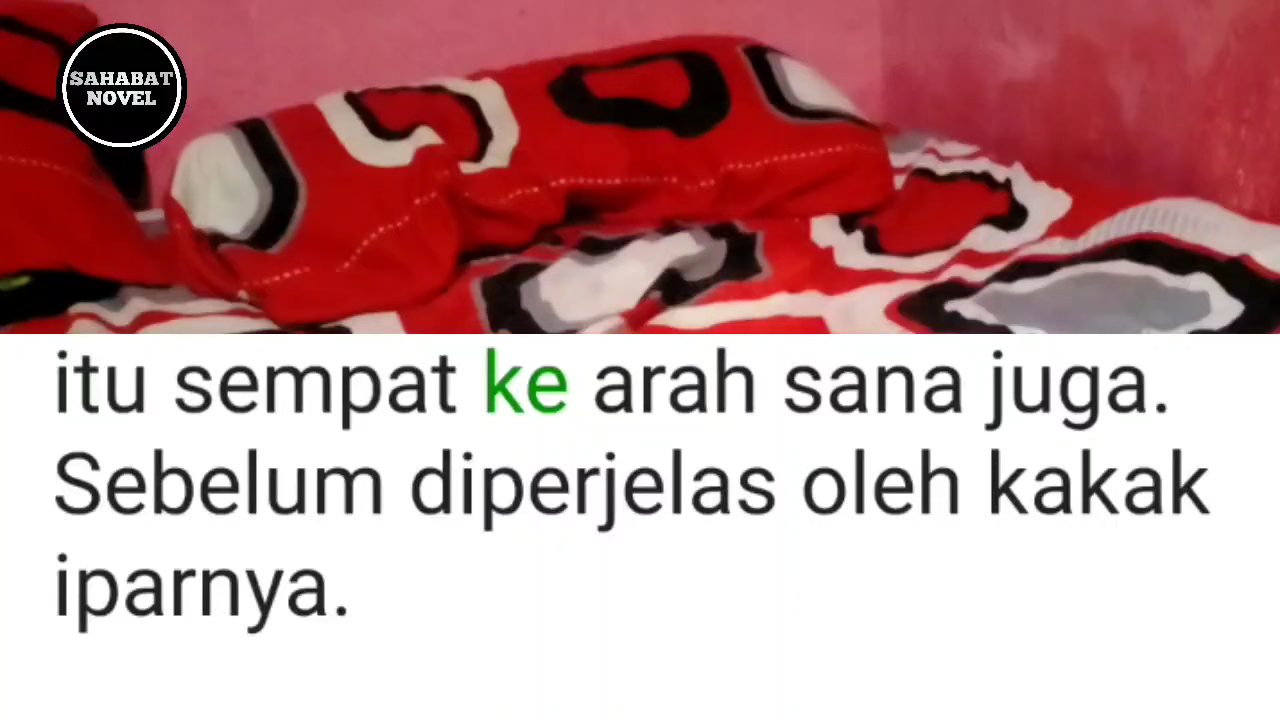 SAHABAT
NOVEL
itu sempat ke arah sana juga.
Sebelum diperjelas oleh kakak
iparnya.